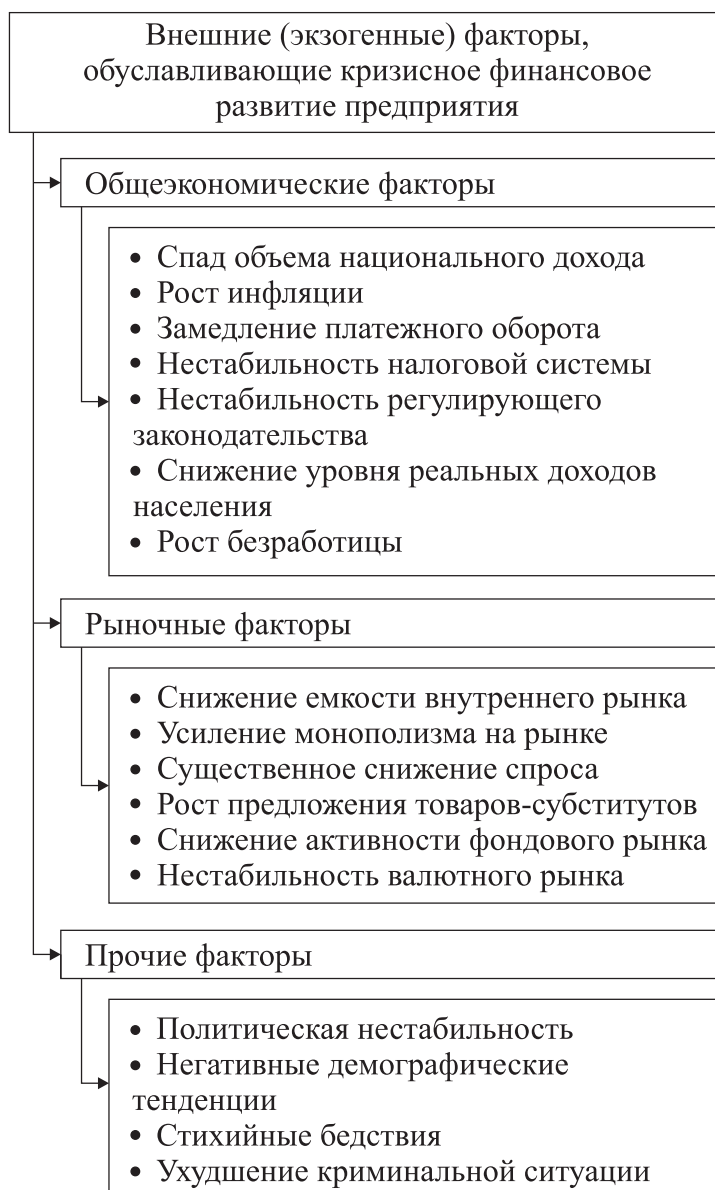 Внешние (экзогенные) факторы,
обуславливающие кризисное финансовое
развитие предприятия
Общеэкономические факторы
• Спад объема национального дохода
• Рост инфляции
• Замедление платежного оборота
• Нестабильность налоговой системы
• Нестабильность регулирующего
законодательства
• Снижение уровня реальных доходов
населения
• Рост безработицы
Рыночные факторы
• Снижение емкости внутреннего рынка
• Усиление монополизма на рынке
• Существенное снижение спроса
• Рост предложения товаров-субститутов
• Снижение активности фондового рынка
• Нестабильность валютного рынка
Прочие факторы
• Политическая нестабильность
• Негативные демографические
тенденции
• Стихийные бедствия
• Ухудшение криминальной ситуации